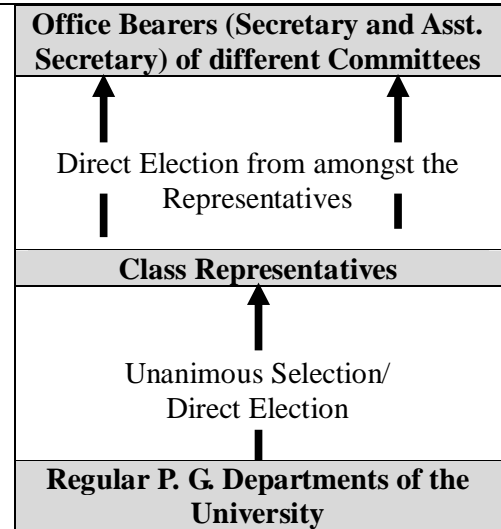 Office Bearers (Secretary and Asst.
Secretary) of different Committees
Direct Election from amongst the
Representatives
Class Representatives
Unanimous Selection/
Direct Election
Regular P. G. Departments of the
University